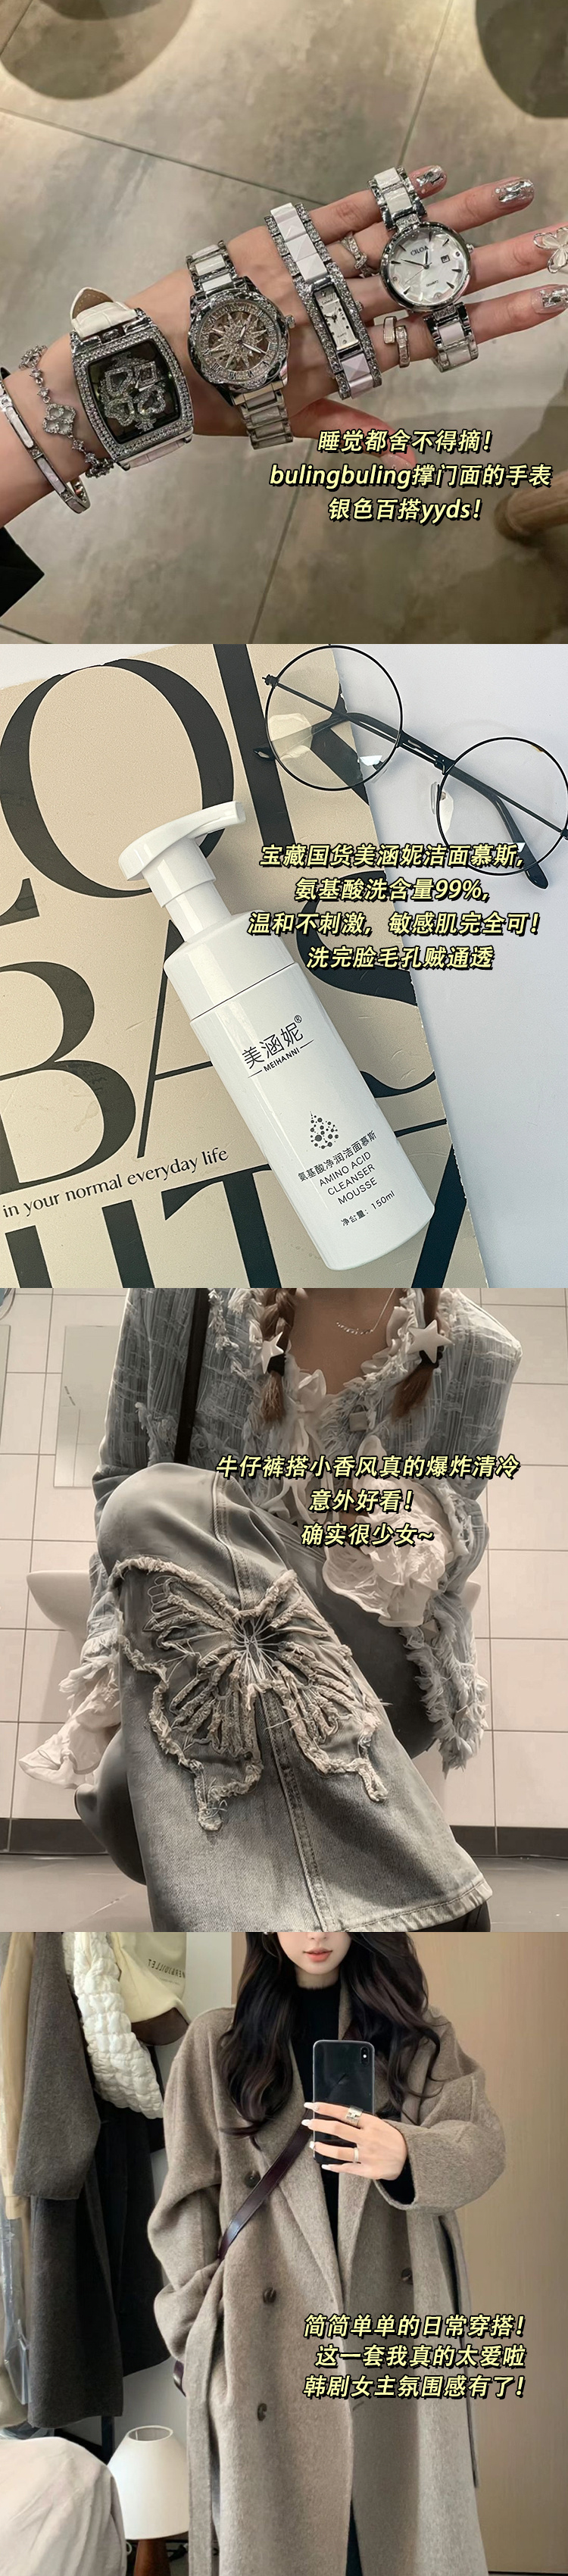 睡觉都舍不得摘！
bulingbuling撑门面的手表
银色百搭yyds！
OLOA
宝藏国货美涵妮洁面慕斯，
氨基酸洗含量99%，
温和不刺激，敏感肌完全可！
洗完脸毛孔贼通透
美涵妮®
MEIHANNI
氨基酸净润洁面慕斯
AMINO ACID
CLEANSER
MOUSSE
净含量：150ml
in your normal everyday life
牛仔裤搭小香风真的爆炸清冷
意外好看！
确实很少女~
简简单单的日常穿搭！
这一套我真的太爱啦
韩剧女主氛围感有了！